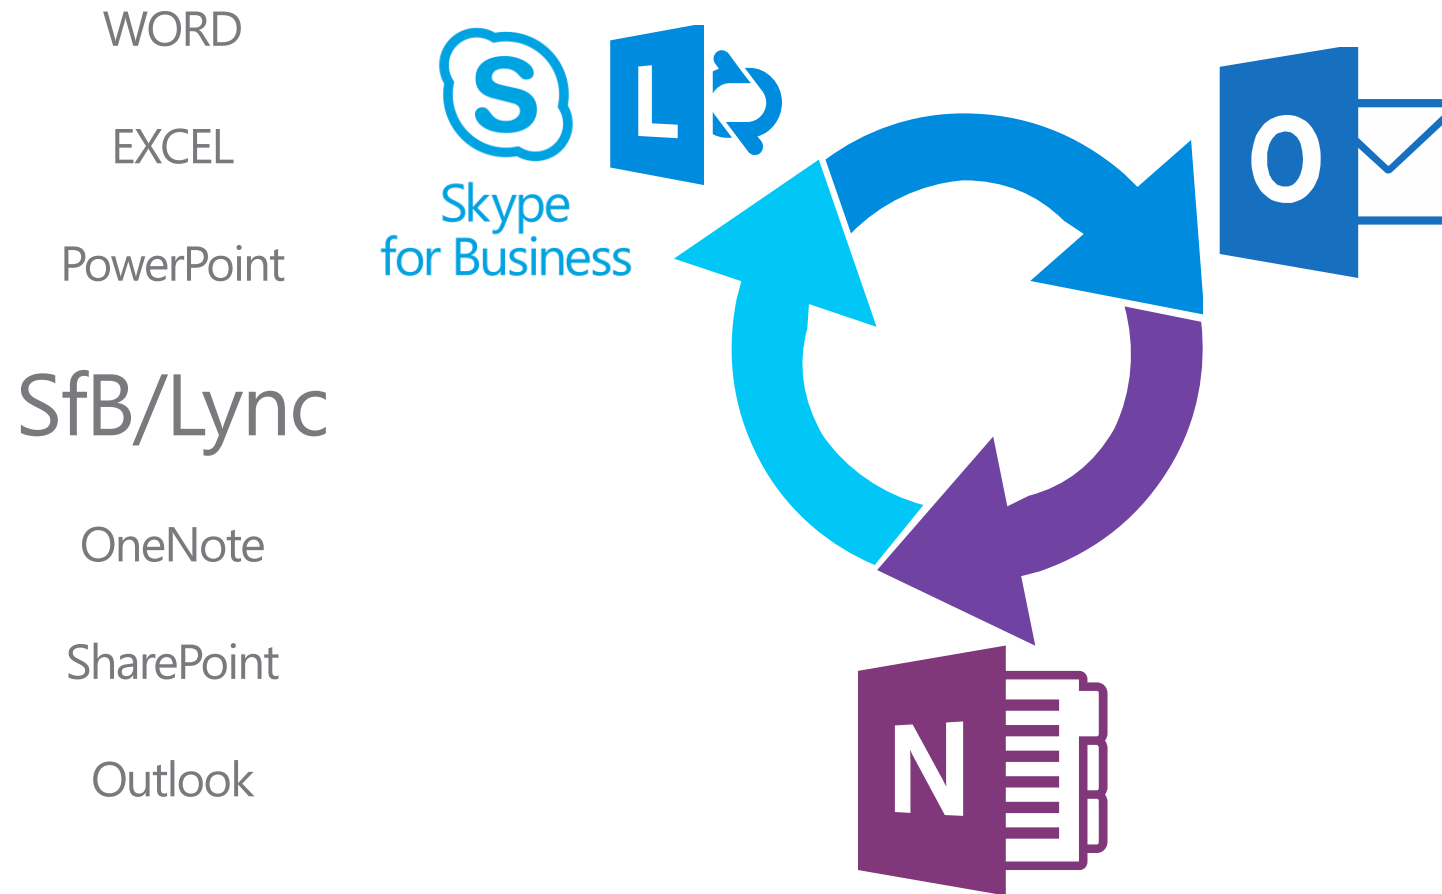 WORD
EXCEL
PowerPoint
SfB/Lync
OneNote
SharePoint
Outlook
S
Skype
for Business
L
O
N